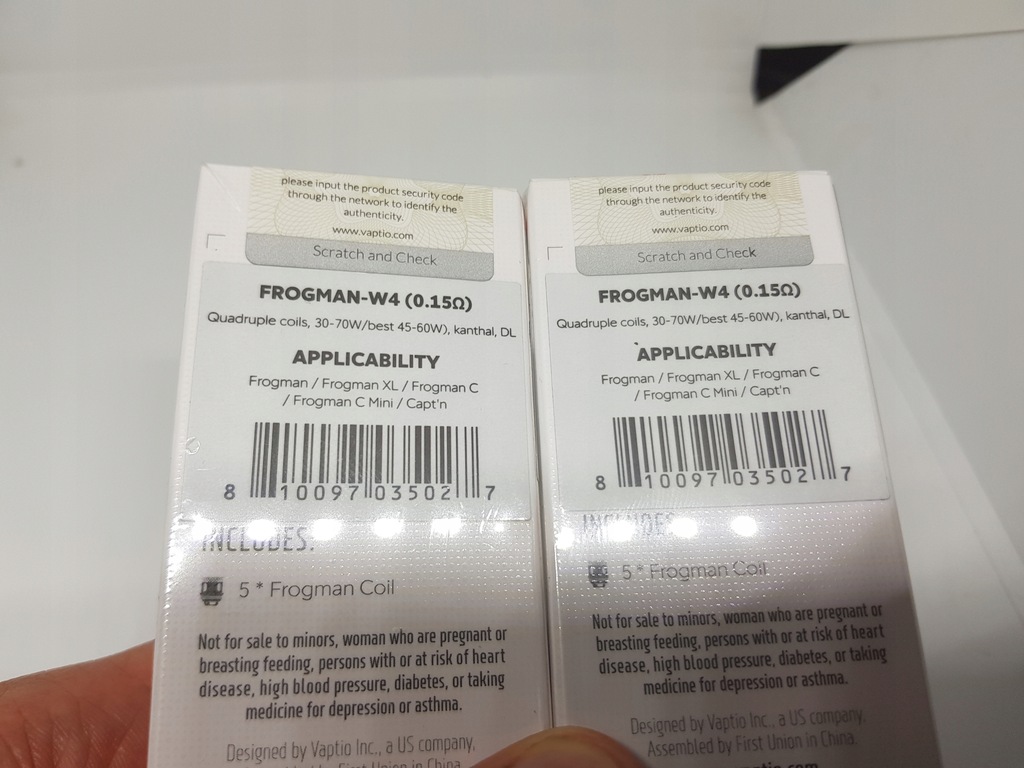 please input the product security code
through the network to identify the
authenticity.
www.vaptio.com
Scratch and Check
FROGMAN-W4 (0.15Ω)
Quadruple coils, 30-70W/best 45-60W), kanthal, DL
APPLICABILITY
Frogman / Frogman XL / Frogman C
/ Frogman C Mini / Capt'n
8 10097 03502 7
INCLUDES:
5 * Frogman Coil
Not for sale to minors, woman who are pregnant or
breasting feeding, persons with or at risk of heart
disease, high blood pressure, diabetes, or taking
medicine for depression or asthma.
Designed by Vaptio Inc., a US company,
Assembled by First Union in China
please input the product security code
through the network to identify the
authenticity.
www.vaptio.com
Scratch and Check
FROGMAN-W4 (0.15Ω)
Quadruple coils, 30-70W/best 45-60W), kanthal, DL
APPLICABILITY
Frogman / Frogman XL / Frogman C
/ Frogman C Mini / Capt'n
8 10097 03502 7
INCLUDES
5 * Frogman Coil
Not for sale to minors, woman who are pregnant or
breasting feeding, persons with or at risk of heart
disease, high blood pressure, diabetes, or taking
medicine for depression or asthma.
Designed by Vaptio Inc., a US company,
Assembled by First Union in China.